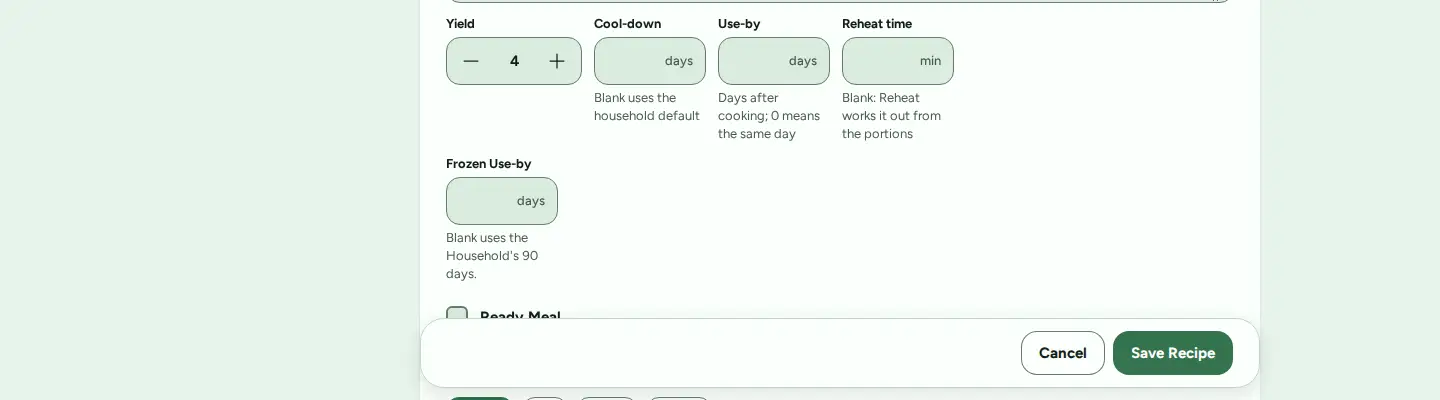 Yield
Cool-down
Use-by
Reheat time
4
days
days
min
Blank uses the
household default
Days after
cooking; 0 means
the same day
Blank: Reheat
works it out from
the portions
Frozen Use-by
days
Blank uses the
Household's 90
days.
Ready Meal
Cancel
Save Recipe